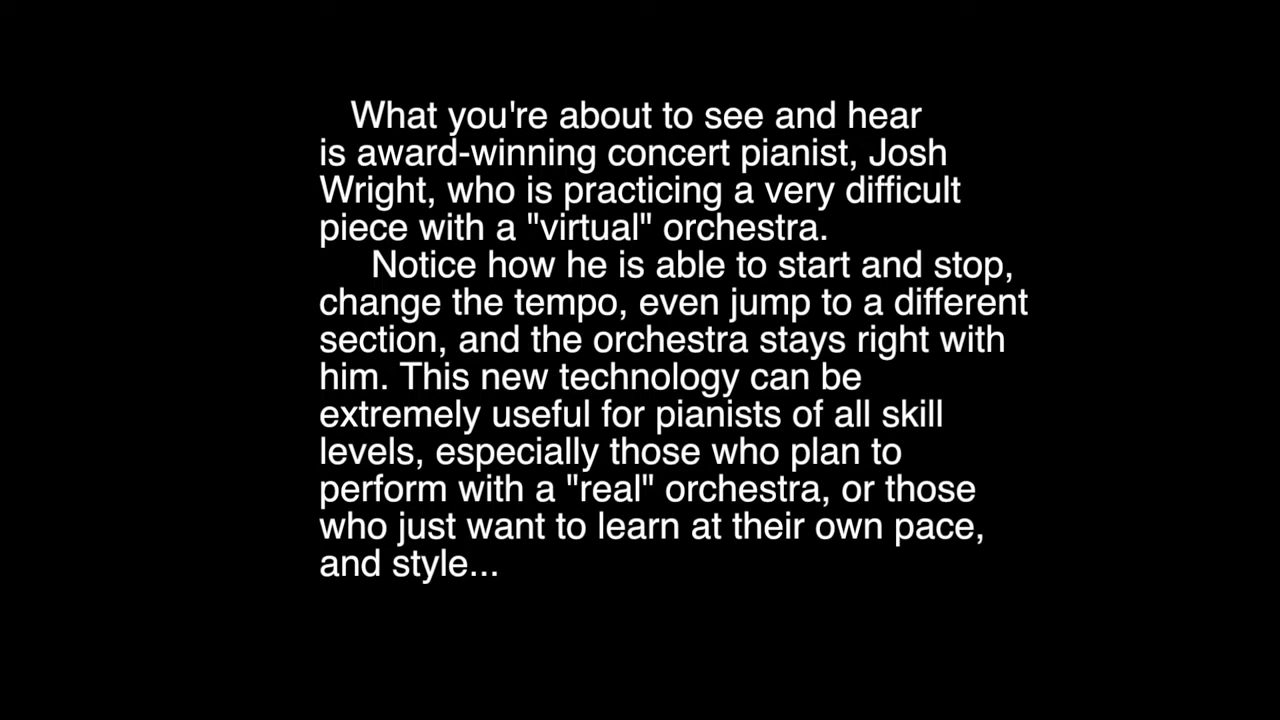 What you're about to see and hear
is award-winning concert pianist, Josh
Wright, who is practicing a very difficult
piece with a "virtual" orchestra.
Notice how he is able to start and stop,
change the tempo, even jump to a different
section, and the orchestra stays right with
him. This new technology can be
extremely useful for pianists of all skill
levels, especially those who plan to
perform with a "real" orchestra, or those
who just want to learn at their own pace,
and style...